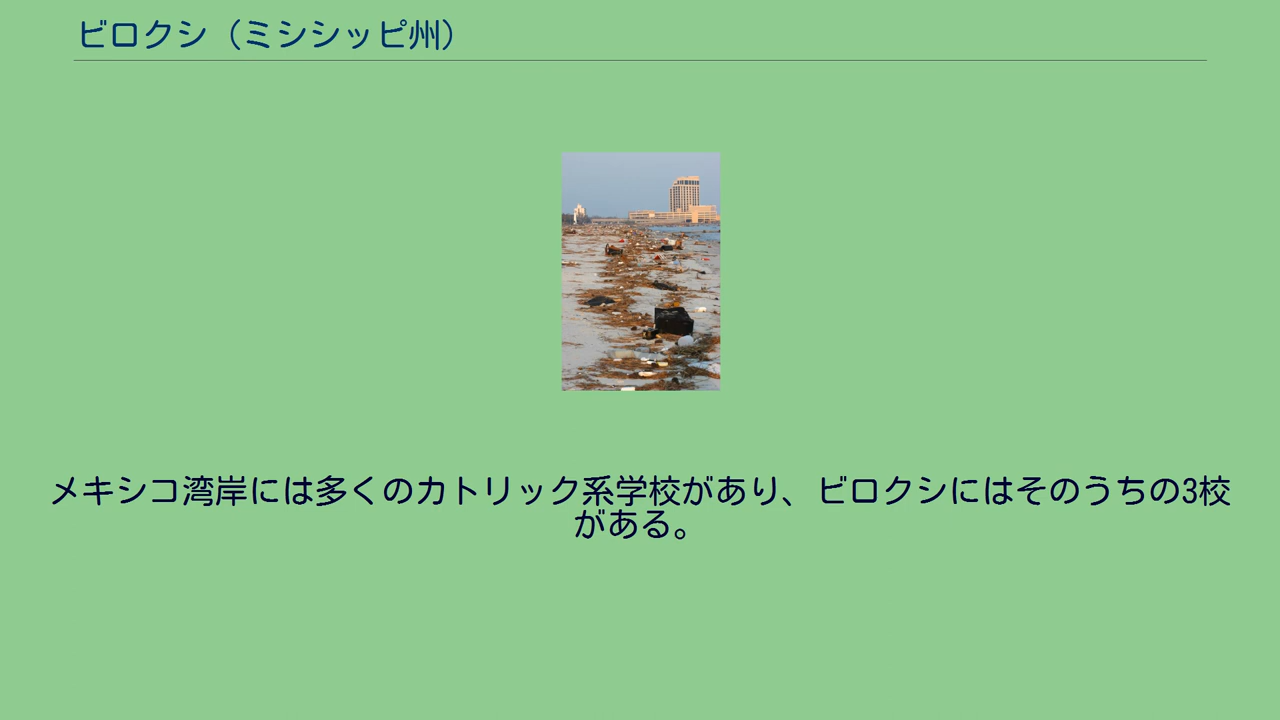 ビロクシ（ミシシッピ州）
メキシコ湾岸には多くのカトリック系学校があり、ビロクシにはそのうちの3校
がある。